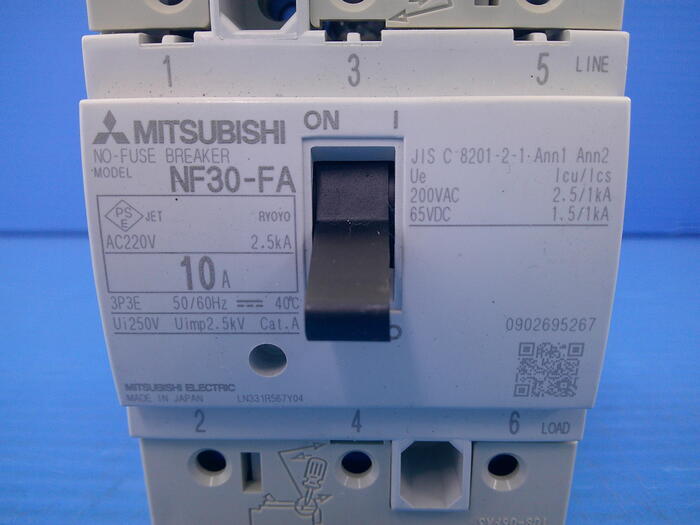 1 3 5 LINE
MITSUBISHI
NO-FUSE BREAKER
MODEL NF30-FA
ON I
JIS C 8201-2-1 Ann1 Ann2
Ue Icu/Ics
200VAC 2.5/1kA
65VDC 1.5/1kA
PS E JET RYOYO
AC220V 2.5kA
10A
3P3E 50/60Hz 40℃
Ui250V Uimp2.5kV Cat.A
0902695267
MITSUBISHI ELECTRIC
MADE IN JAPAN LN331R567Y04
2 4 6 LOAD